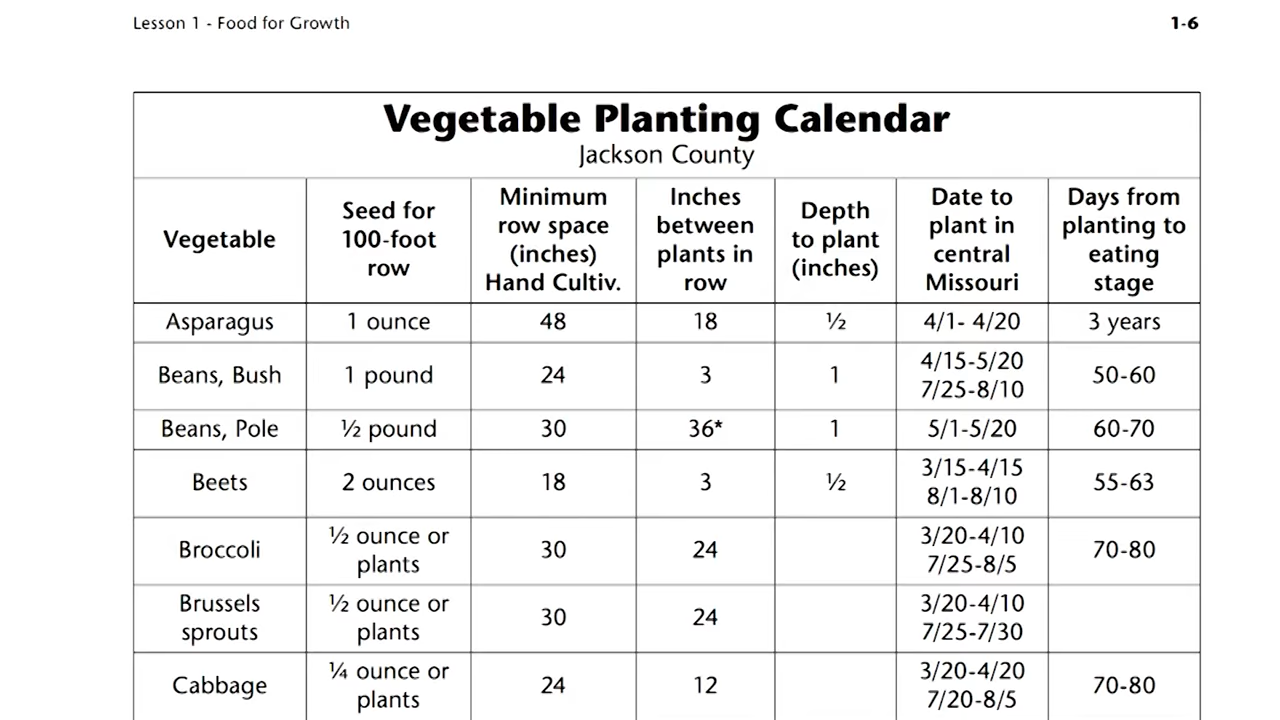 Lesson 1 - Food for Growth 1-6
Vegetable Planting Calendar
Jackson County
Vegetable
Seed for
100-foot
row
Minimum
row space
(inches)
Hand Cultiv.
Inches
between
plants in
row
Depth
to plant
(inches)
Date to
plant in
central
Missouri
Days from
planting to
eating
stage
Asparagus 1 ounce 48 18 ½ 4/1- 4/20 3 years
Beans, Bush 1 pound 24 3 1 4/15-5/20
7/25-8/10 50-60
Beans, Pole ½ pound 30 36* 1 5/1-5/20 60-70
Beets 2 ounces 18 3 ½ 3/15-4/15
8/1-8/10 55-63
Broccoli ½ ounce or
plants 30 24 3/20-4/10
7/25-8/5 70-80
Brussels
sprouts ½ ounce or
plants 30 24 3/20-4/10
7/25-7/30
Cabbage ¼ ounce or
plants 24 12 3/20-4/20
7/20-8/5 70-80